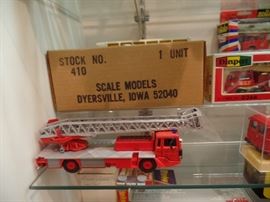 STOCK NO. 1 UNIT
410
SCALE MODELS
DYERSVILLE, IOWA 52040